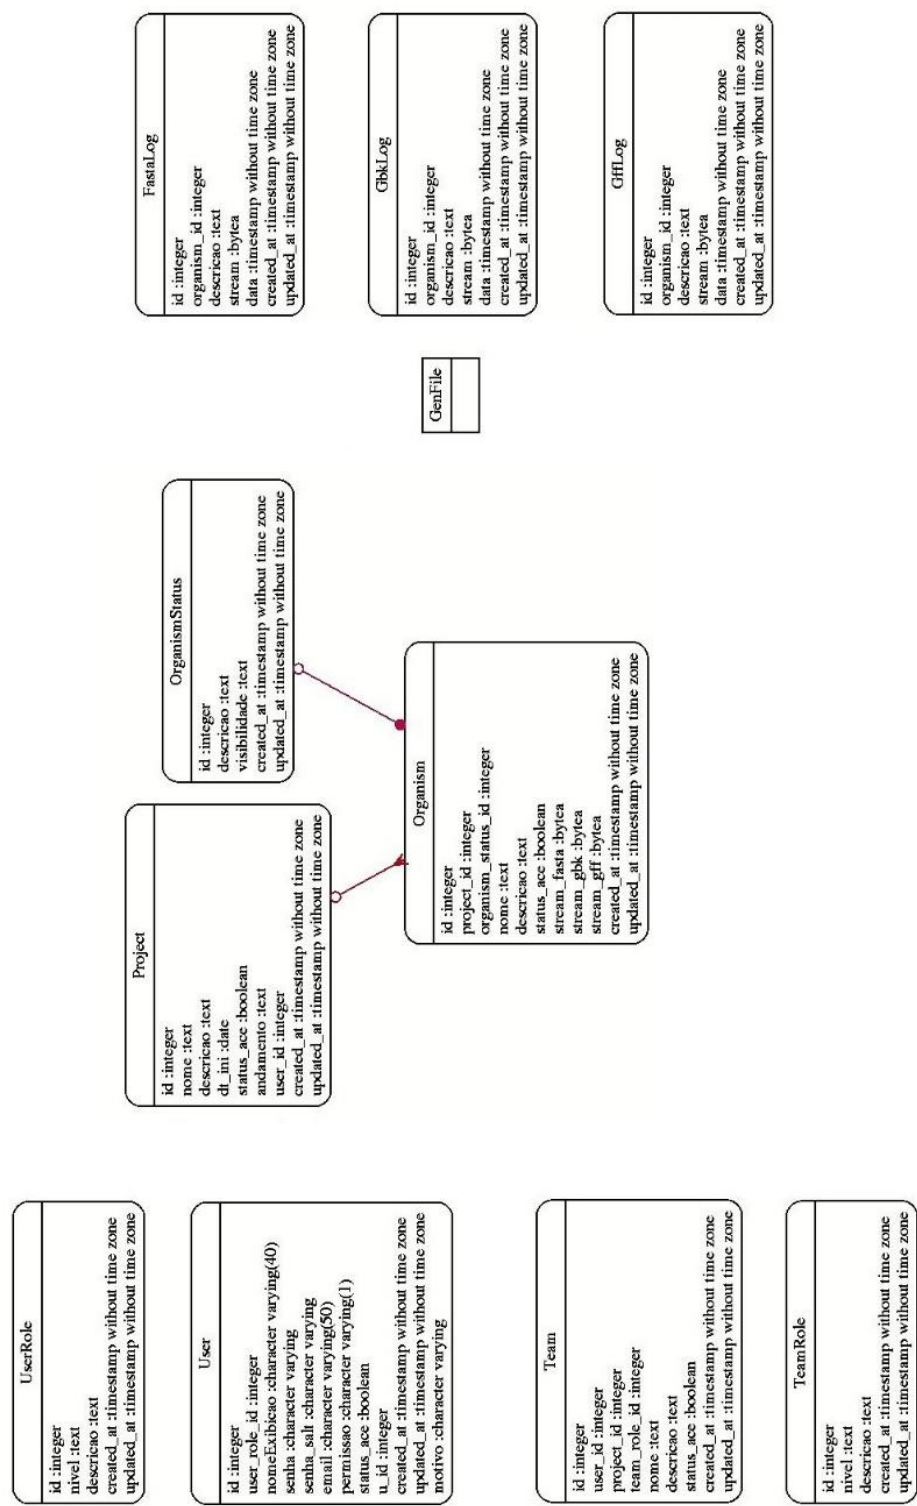 UserRole
id :integer
nivel :text
descricao :text
created_at :timestamp without time zone
updated_at :timestamp without time zone
User
id :integer
user_role_id :integer
nomeExibicao :character varying(40)
senha :character varying
senha_salt :character varying
email :character varying(50)
permissao :character varying(1)
status_ace :boolean
u_id :integer
created_at :timestamp without time zone
updated_at :timestamp without time zone
motivo :character varying
Team
id :integer
user_id :integer
project_id :integer
team_role_id :integer
nome :text
descricao :text
status_ace :boolean
created_at :timestamp without time zone
updated_at :timestamp without time zone
TeamRole
id :integer
nivel :text
descricao :text
created_at :timestamp without time zone
updated_at :timestamp without time zone
Project
id :integer
nome :text
descricao :text
dt_ini :date
status_ace :boolean
andamento :text
user_id :integer
created_at :timestamp without time zone
updated_at :timestamp without time zone
OrganismStatus
id :integer
descricao :text
visibilidade :text
created_at :timestamp without time zone
updated_at :timestamp without time zone
Organism
id :integer
project_id :integer
organism_status_id :integer
nome :text
descricao :text
status_ace :boolean
stream_fasta :bytea
stream_gbk :bytea
stream_gff :bytea
created_at :timestamp without time zone
updated_at :timestamp without time zone
GenFile
FastaLog
id :integer
organism_id :integer
descricao :text
stream :bytea
data :timestamp without time zone
created_at :timestamp without time zone
updated_at :timestamp without time zone
GbkLog
id :integer
organism_id :integer
descricao :text
stream :bytea
data :timestamp without time zone
created_at :timestamp without time zone
updated_at :timestamp without time zone
GffLog
id :integer
organism_id :integer
descricao :text
stream :bytea
data :timestamp without time zone
created_at :timestamp without time zone
updated_at :timestamp without time zone